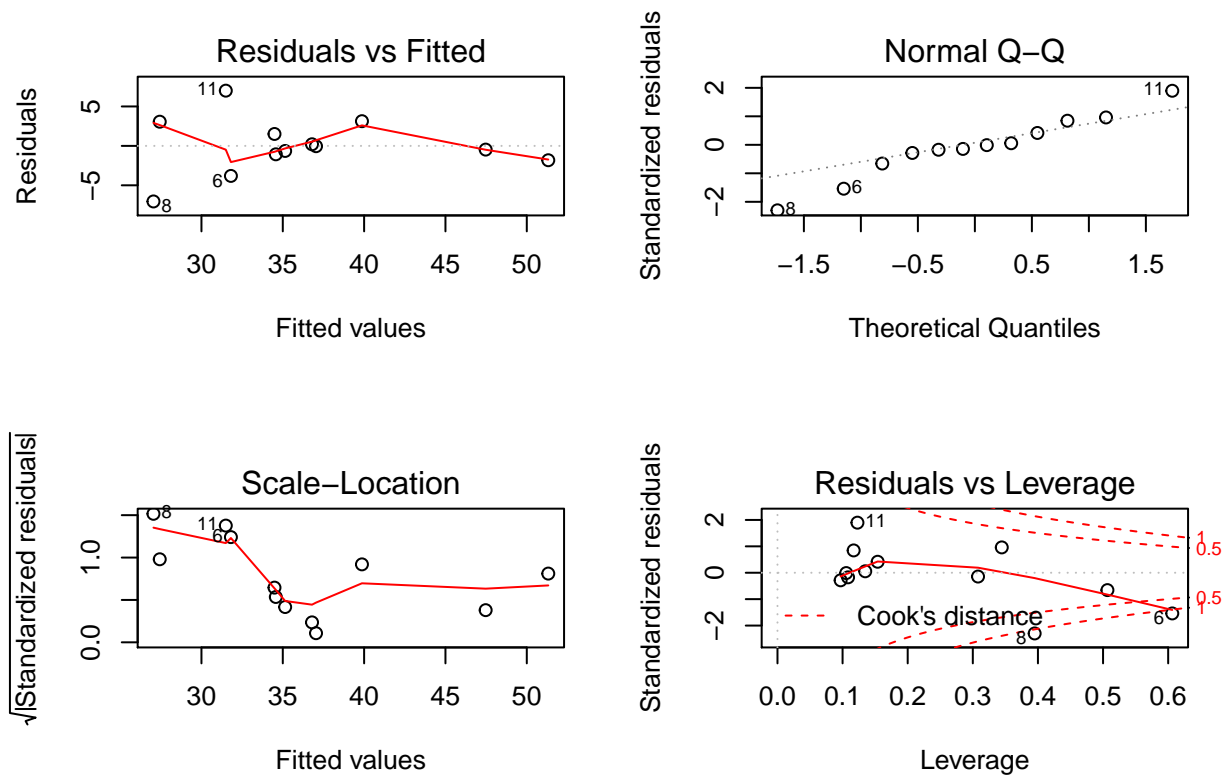 Residuals vs Fitted
Residuals
5
−5
11
6
8
30 35 40 45 50
Fitted values
Normal Q−Q
Standardized residuals
2
0
−2
11
6
8
−1.5 −0.5 0.5 1.5
Theoretical Quantiles
Scale−Location
√|Standardized residuals|
1.0
0.0
8
11
6
30 35 40 45 50
Fitted values
Residuals vs Leverage
Standardized residuals
2
0
−2
11
1
0.5
0.5
1
Cook's distance
6
8
0.0 0.1 0.2 0.3 0.4 0.5 0.6
Leverage